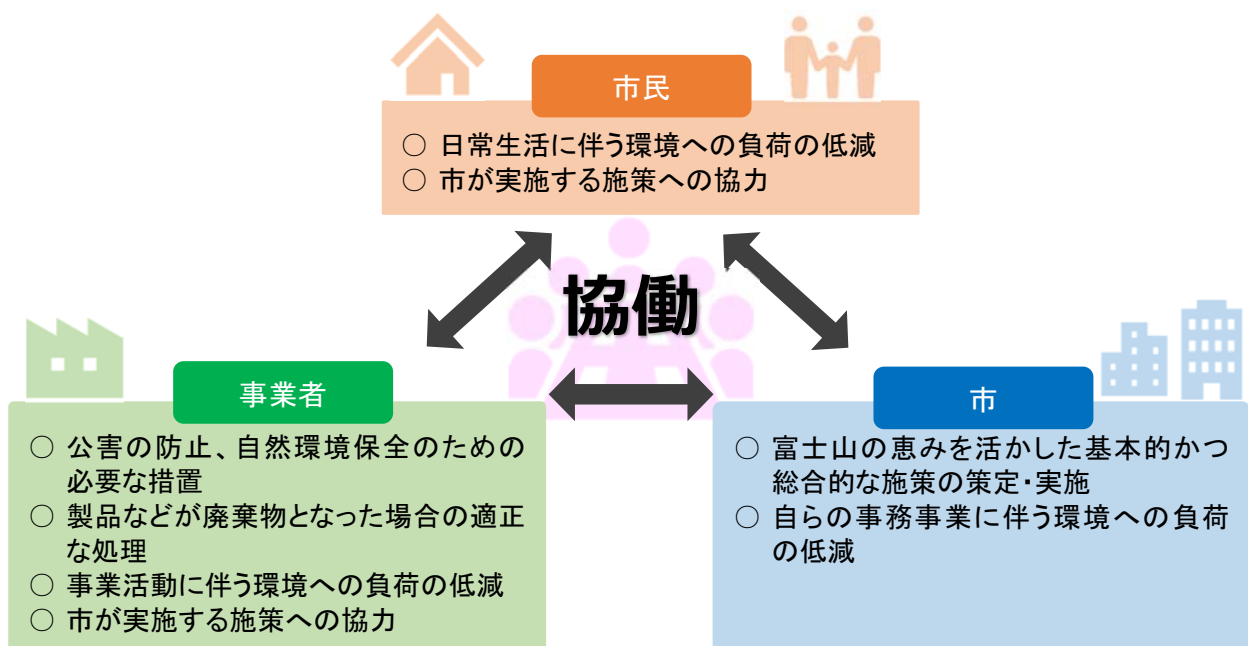 市民
○ 日常生活に伴う環境への負荷の低減
○ 市が実施する施策への協力
協働
事業者
○ 公害の防止、自然環境保全のための
必要な措置
○ 製品などが廃棄物となった場合の適正
な処理
○ 事業活動に伴う環境への負荷の低減
○ 市が実施する施策への協力
市
○ 富士山の恵みを活かした基本的かつ
総合的な施策の策定・実施
○ 自らの事務事業に伴う環境への負荷
の低減